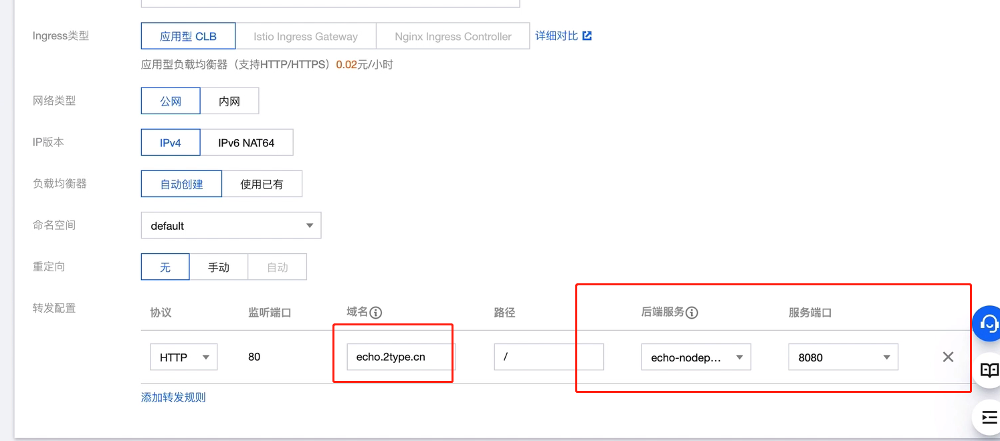 Ingress类型 应用型 CLB Istio Ingress Gateway Nginx Ingress Controller 详细对比
应用型负载均衡器（支持HTTP/HTTPS）0.02元/小时
网络类型 公网 内网
IP版本 IPv4 IPv6 NAT64
负载均衡器 自动创建 使用已有
命名空间 default
重定向 无 手动 自动
转发配置 协议 监听端口 域名 路径 后端服务 服务端口
HTTP 80 echo.2type.cn / echo-nodep... 8080
添加转发规则